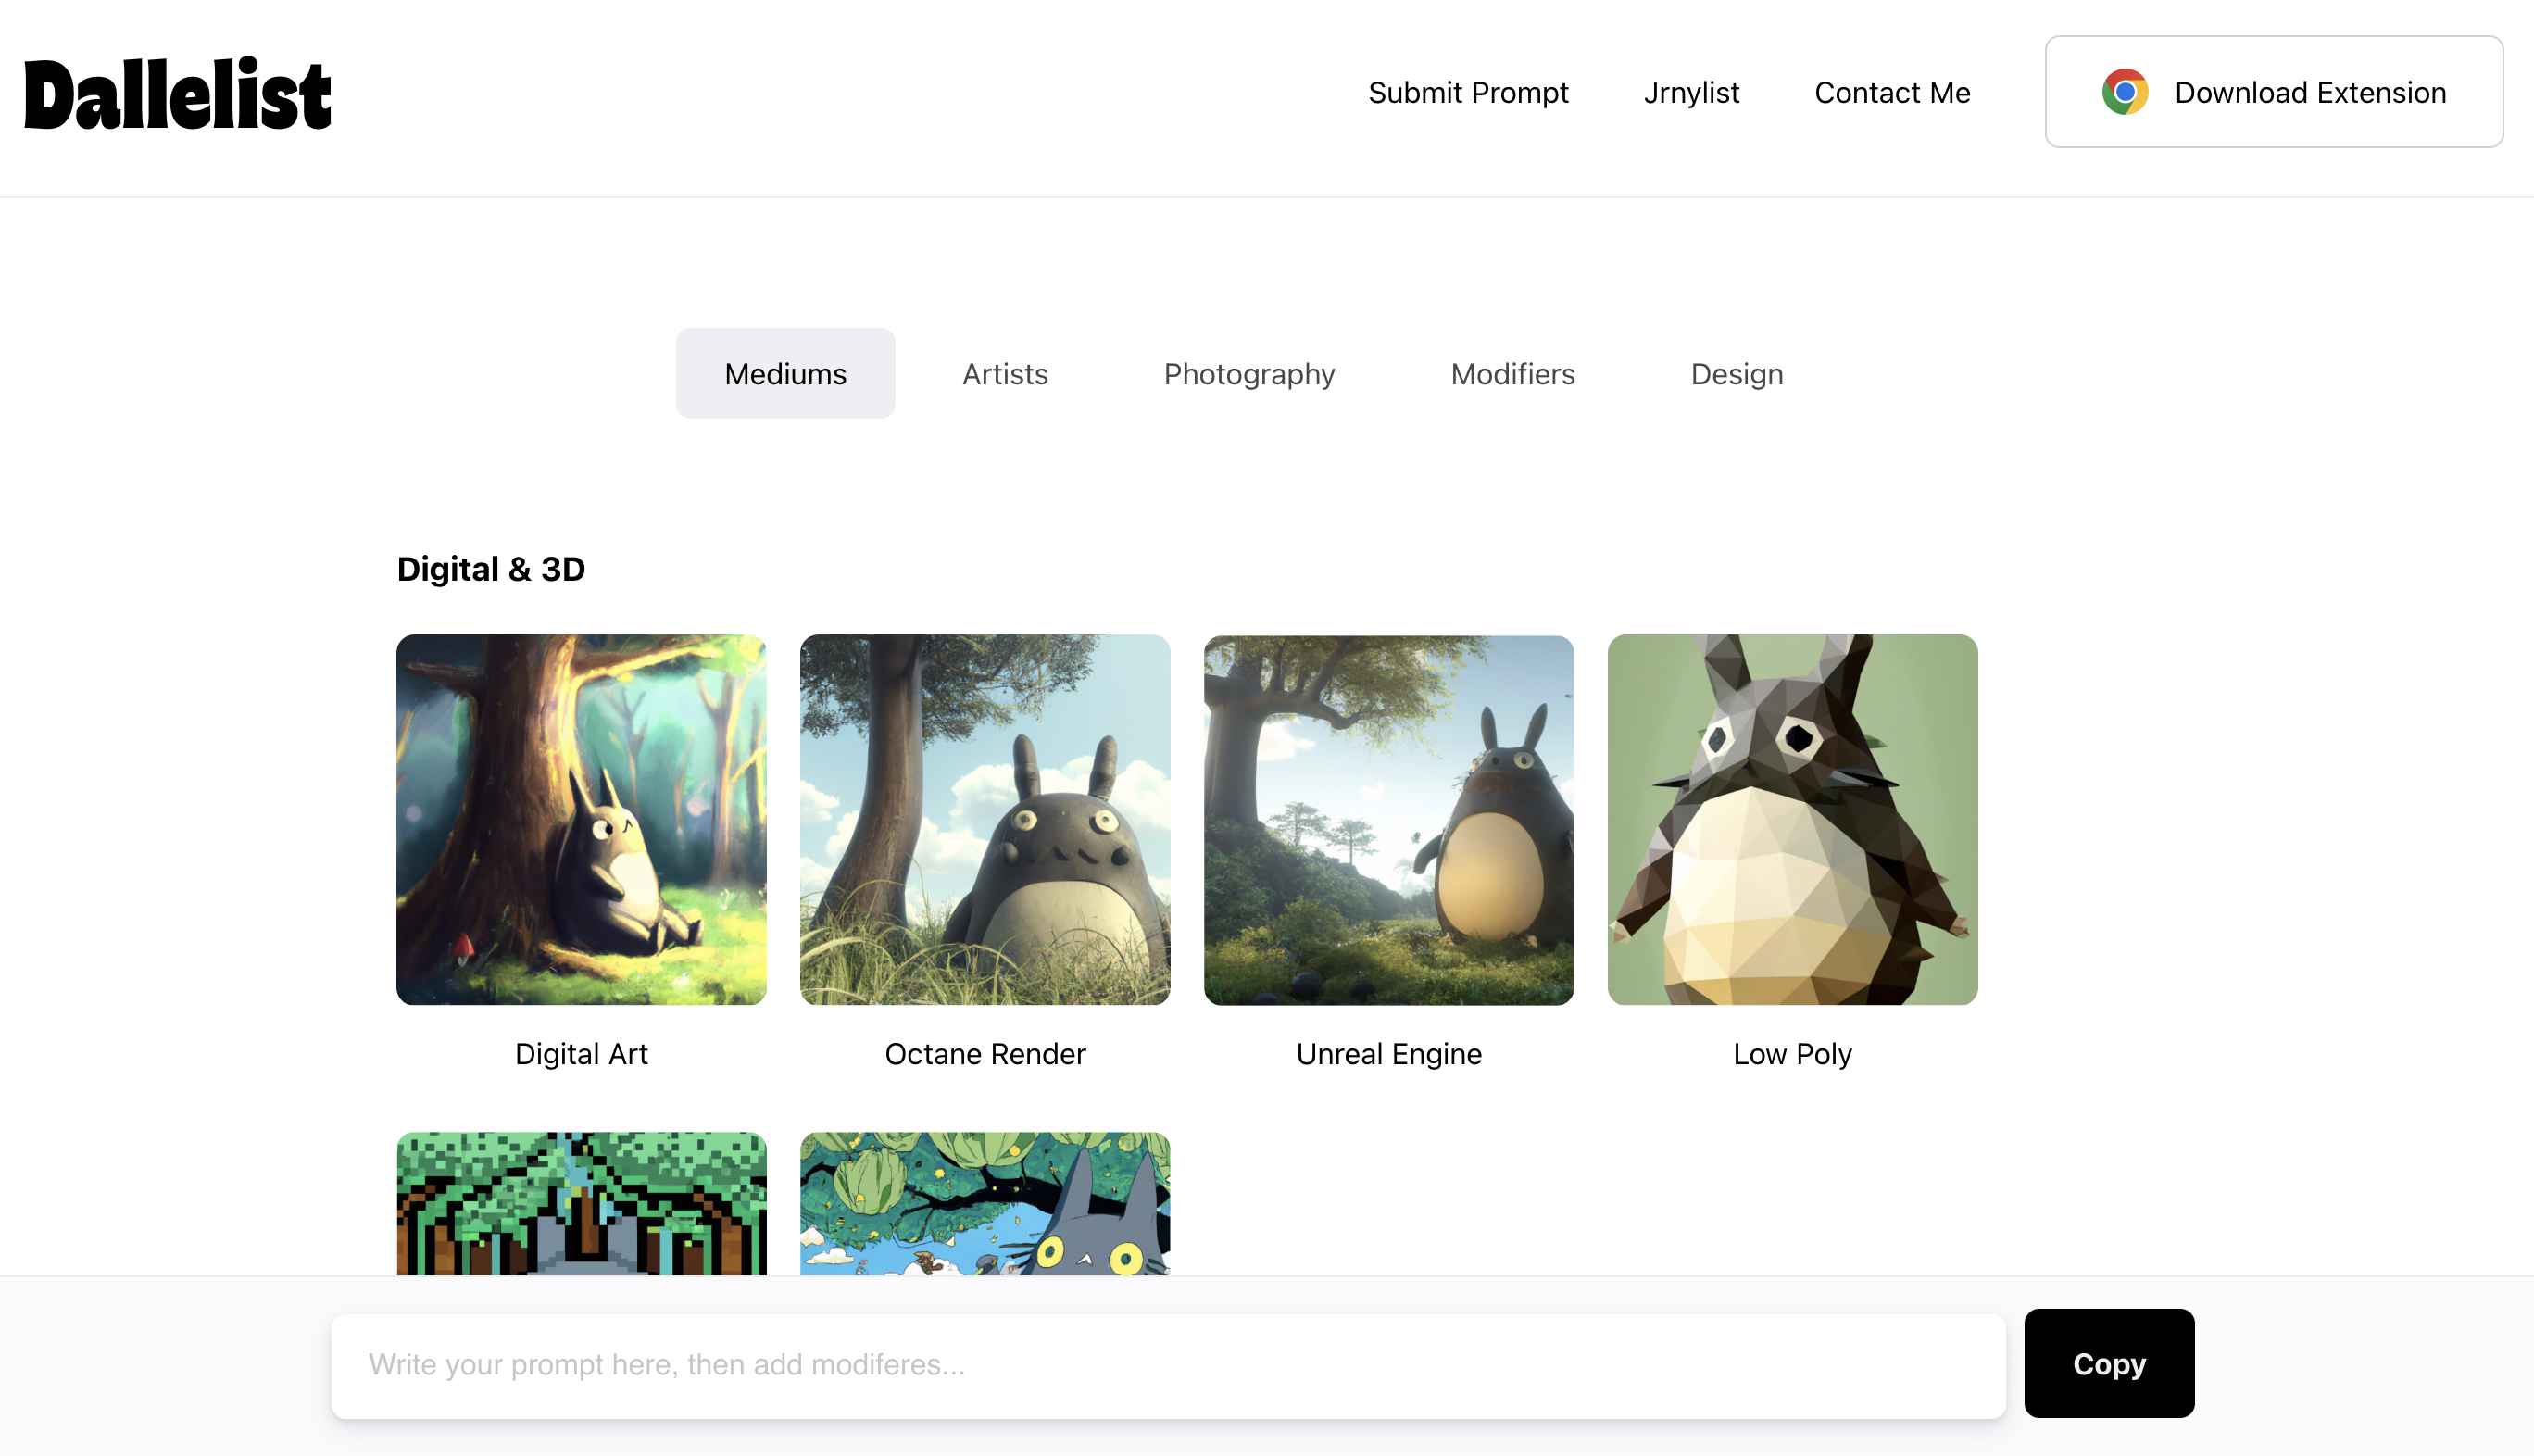 Dallelist
Submit Prompt
Jrnylist
Contact Me
Download Extension
Mediums
Artists
Photography
Modifiers
Design
Digital & 3D
Digital Art
Octane Render
Unreal Engine
Low Poly
Write your prompt here, then add modiferes...
Copy